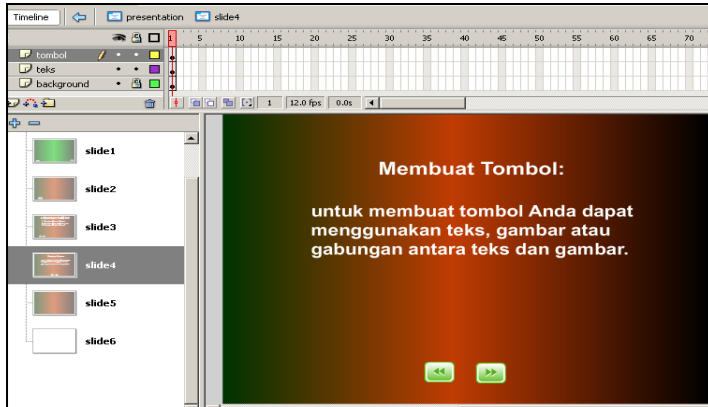 Timeline presentation slide4
1 5 10 15 20 25 30 35 40 45 50 55 60 65 70
tombol
teks
background
1 12.0 fps 0.0s
slide1
slide2
slide3
slide4
slide5
slide6
Membuat Tombol:
untuk membuat tombol Anda dapat
menggunakan teks, gambar atau
gabungan antara teks dan gambar.